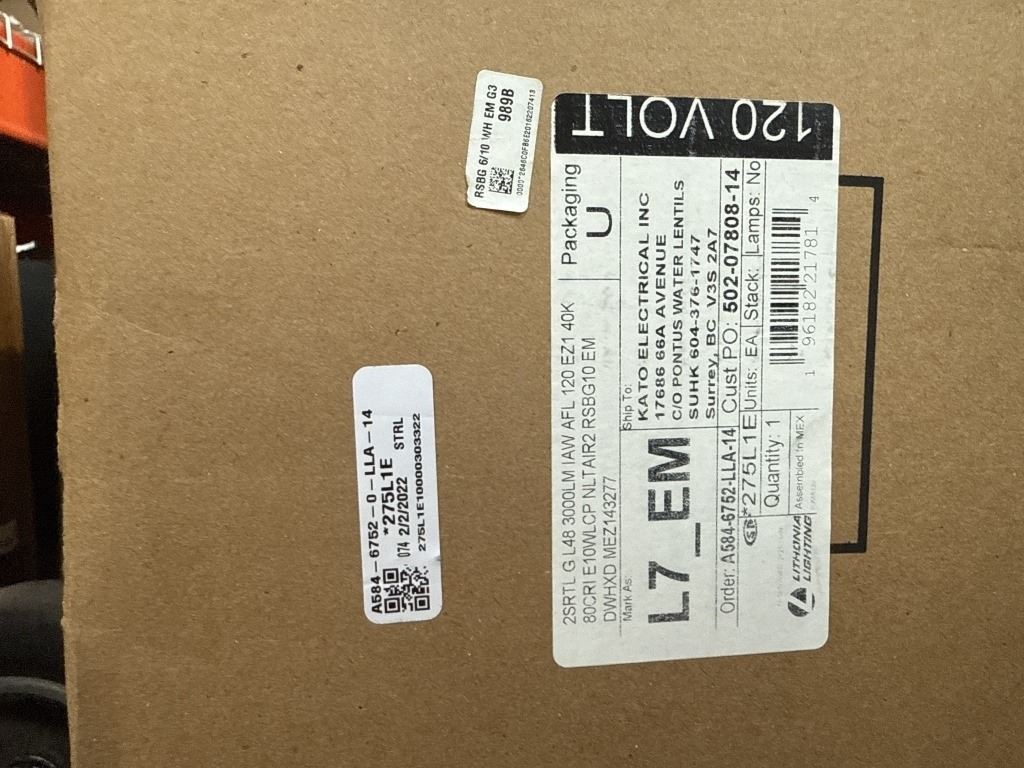 RSBG 6/10 WH EM G3
989B
A584-6752-0-LLA-14
*275L1E
074 2/2/2022 STRL
275L1E10000303322
120 VOLT
2SRTL G L48 3000LM IAW AFL 120 EZ1 40K
80CRI E10WLCP NLTAIR2 RSBG10 EM
DWHXD MEZ143277
Packaging
U
Mark As:
L7_EM
Ship To:
KATO ELECTRICAL INC
17686 66A AVENUE
C/O PONTUS WATER LENTILS
SUHK 604-376-1747
Surrey, BC V3S 2A7
Order: A584-6752-LLA-14 Cust PO: 502-07808-14
*275L1E Units: EA Stack: Lamps: No
Quantity: 1
LITHONIA
LIGHTING
Assembled in MEX
1 96182 21781 4